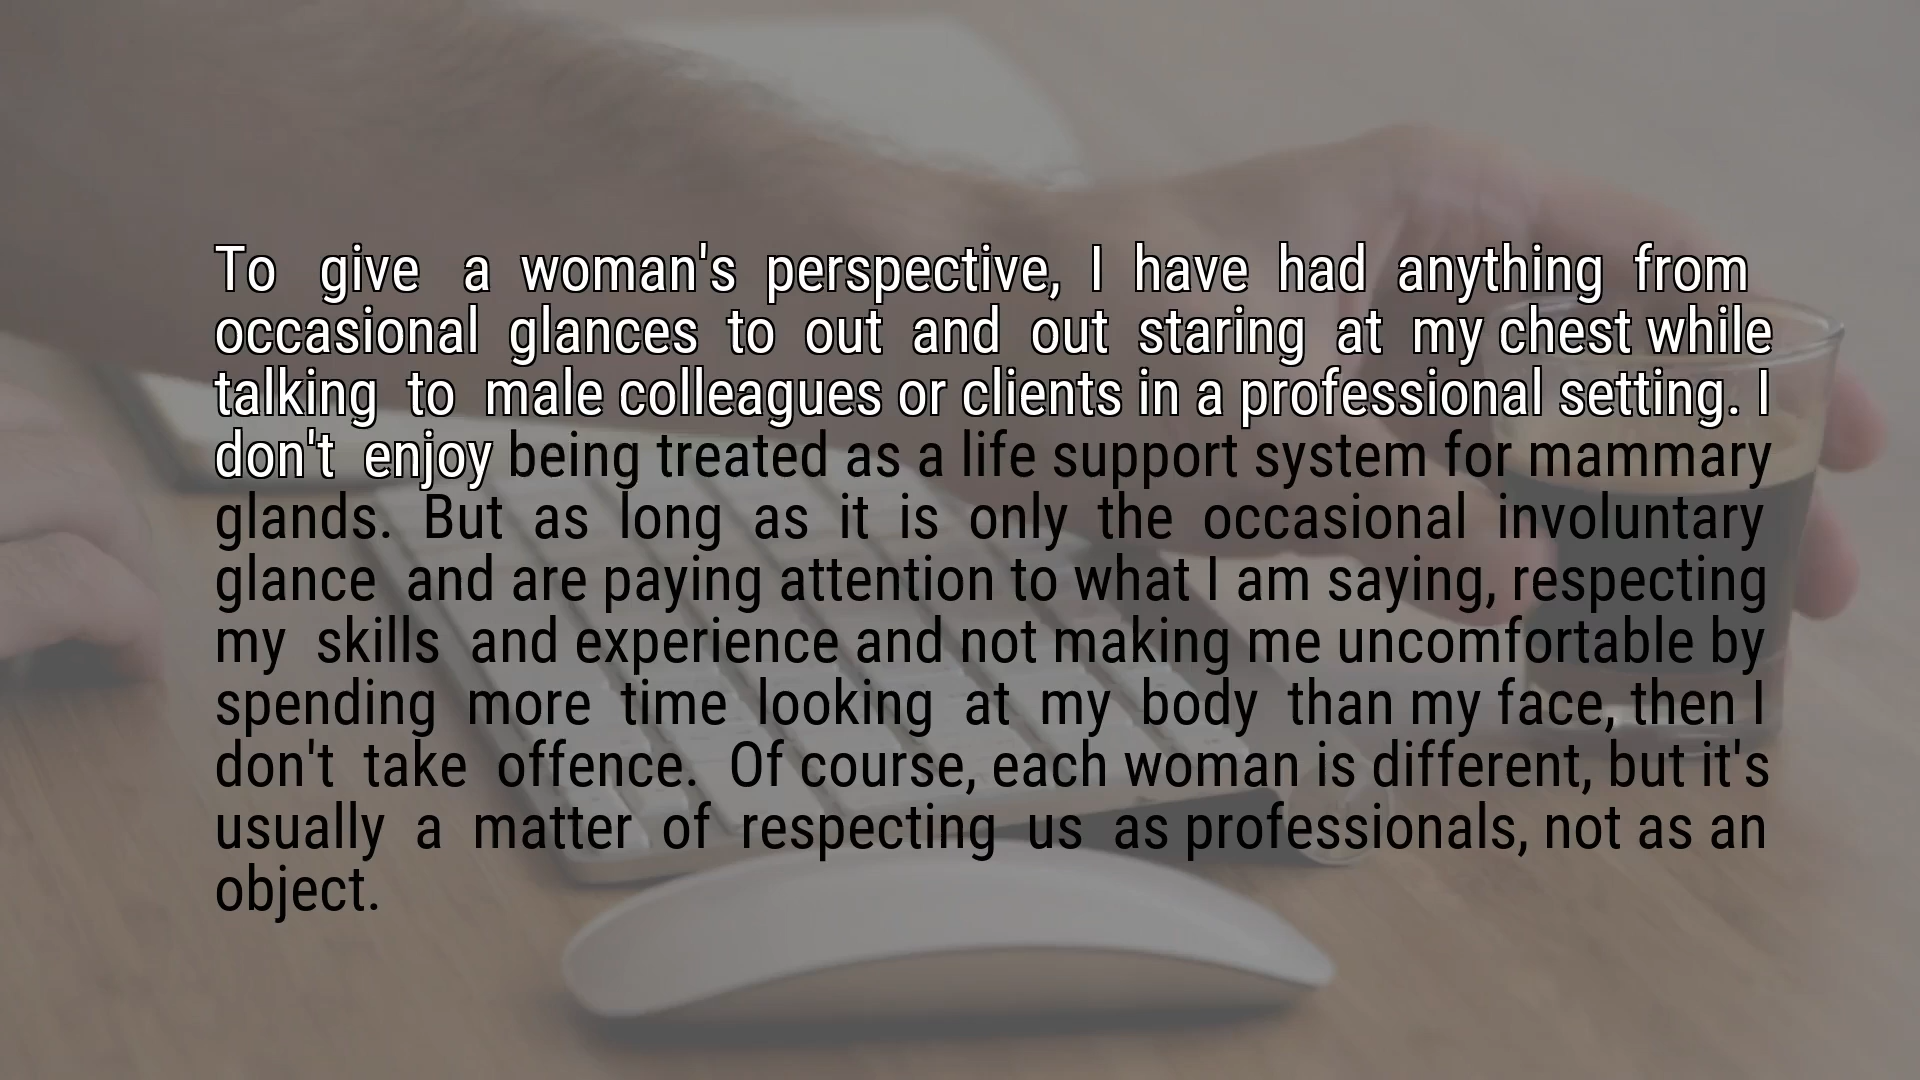 To give a woman's perspective, I have had anything from
occasional glances to out and out staring at my chest while
talking to male colleagues or clients in a professional setting. I
don't enjoy being treated as a life support system for mammary
glands. But as long as it is only the occasional involuntary
glance and are paying attention to what I am saying, respecting
my skills and experience and not making me uncomfortable by
spending more time looking at my body than my face, then I
don't take offence. Of course, each woman is different, but it's
usually a matter of respecting us as professionals, not as an
object.